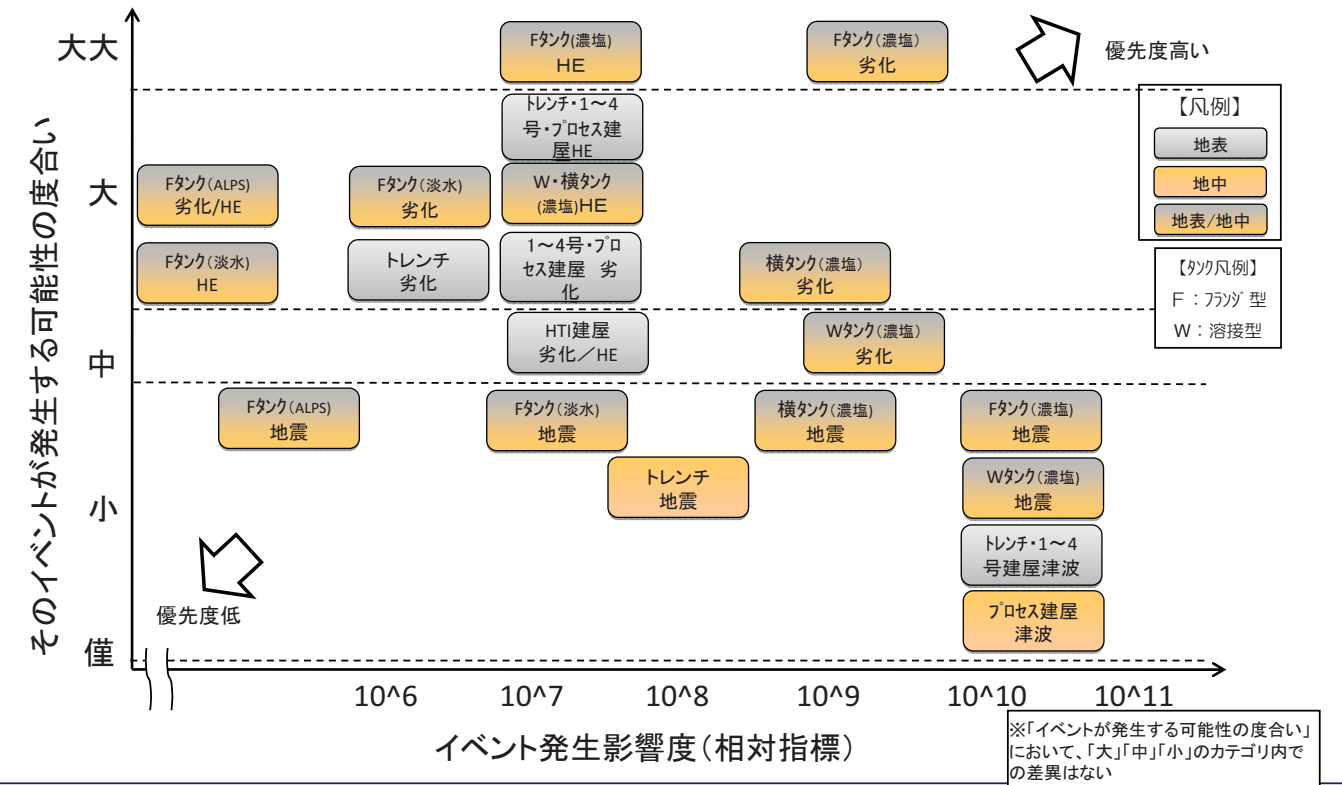 そのイベントが発生する可能性の度合い
大大
Fタンク(濃塩)
HE
Fタンク(濃塩)
劣化
優先度高い
【凡例】
地表
地中
地表/地中
【タンク凡例】
F：フランジ型
W：溶接型
大
トレンチ・1～4
号・プロセス建
屋HE
Fタンク(ALPS)
劣化/HE
Fタンク(淡水)
劣化
W・横タンク
(濃塩)HE
Fタンク(淡水)
HE
トレンチ
劣化
1～4号・プロ
セス建屋 劣
化
横タンク(濃塩)
劣化
中
HTI建屋
劣化／HE
Wタンク(濃塩)
劣化
小
Fタンク(ALPS)
地震
Fタンク(淡水)
地震
横タンク(濃塩)
地震
Fタンク(濃塩)
地震
トレンチ
地震
Wタンク(濃塩)
地震
トレンチ・1～4
号建屋津波
プロセス建屋
津波
優先度低
僅
10^6
10^7
10^8
10^9
10^10
10^11
イベント発生影響度(相対指標)
※「イベントが発生する可能性の度合い」
において、「大」「中」「小」のカテゴリ内で
の差異はない